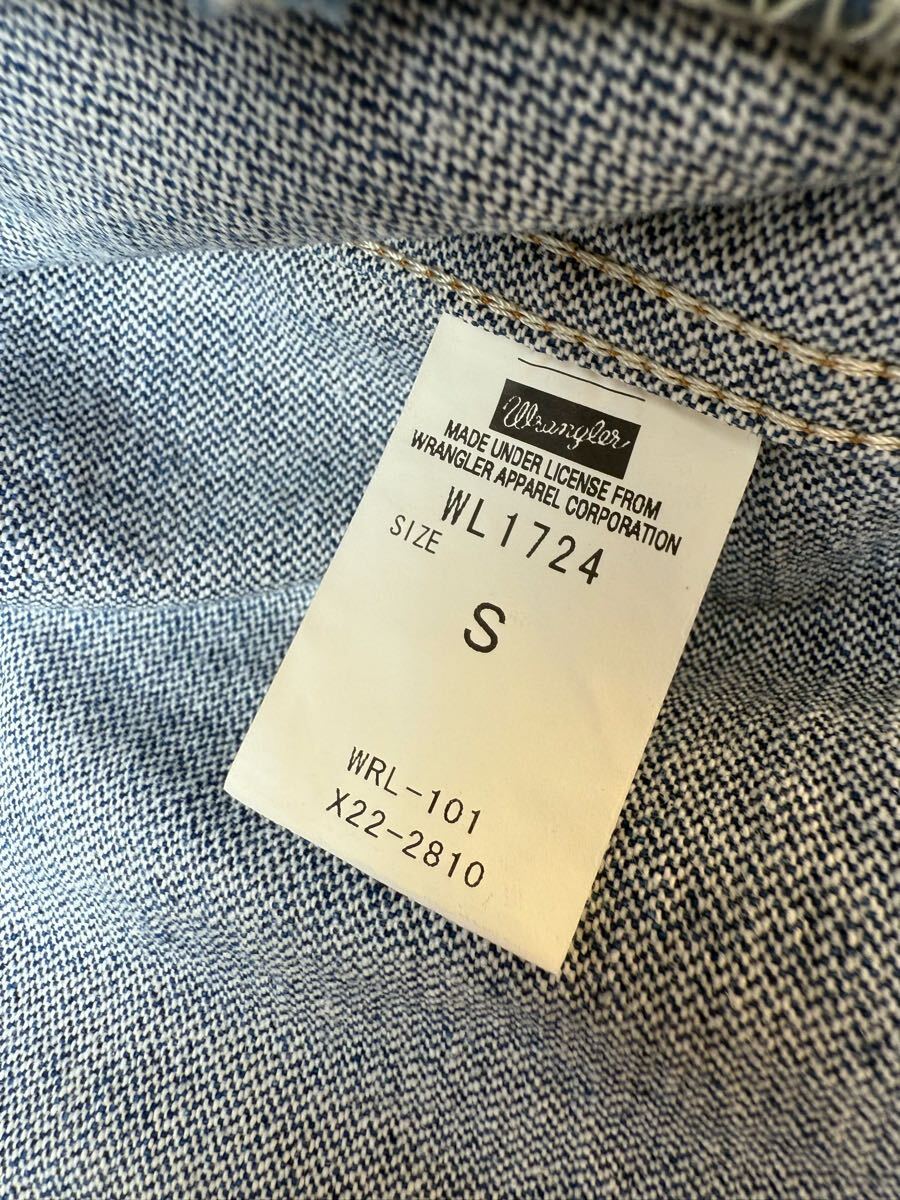 Wrangler
MADE UNDER LICENSE FROM
WRANGLER APPAREL CORPORATION
WL1724
SIZE
S
WRL-101
X22-2810